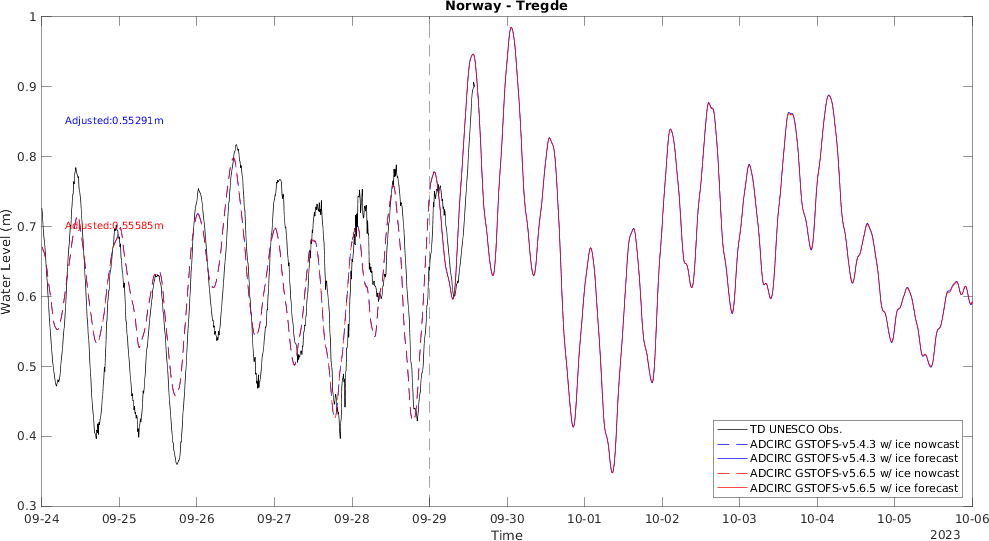 Norway - Tregde
1
0.9
0.8
0.7
0.6
0.5
0.4
0.3
Water Level (m)
Adjusted:0.55291m
Adjusted:0.55585m
TD UNESCO Obs.
ADCIRC GSTOFS-v5.4.3 w/ ice nowcast
ADCIRC GSTOFS-v5.4.3 w/ ice forecast
ADCIRC GSTOFS-v5.6.5 w/ ice nowcast
ADCIRC GSTOFS-v5.6.5 w/ ice forecast
09-24 09-25 09-26 09-27 09-28 09-29 09-30 10-01 10-02 10-03 10-04 10-05 10-06
Time
2023